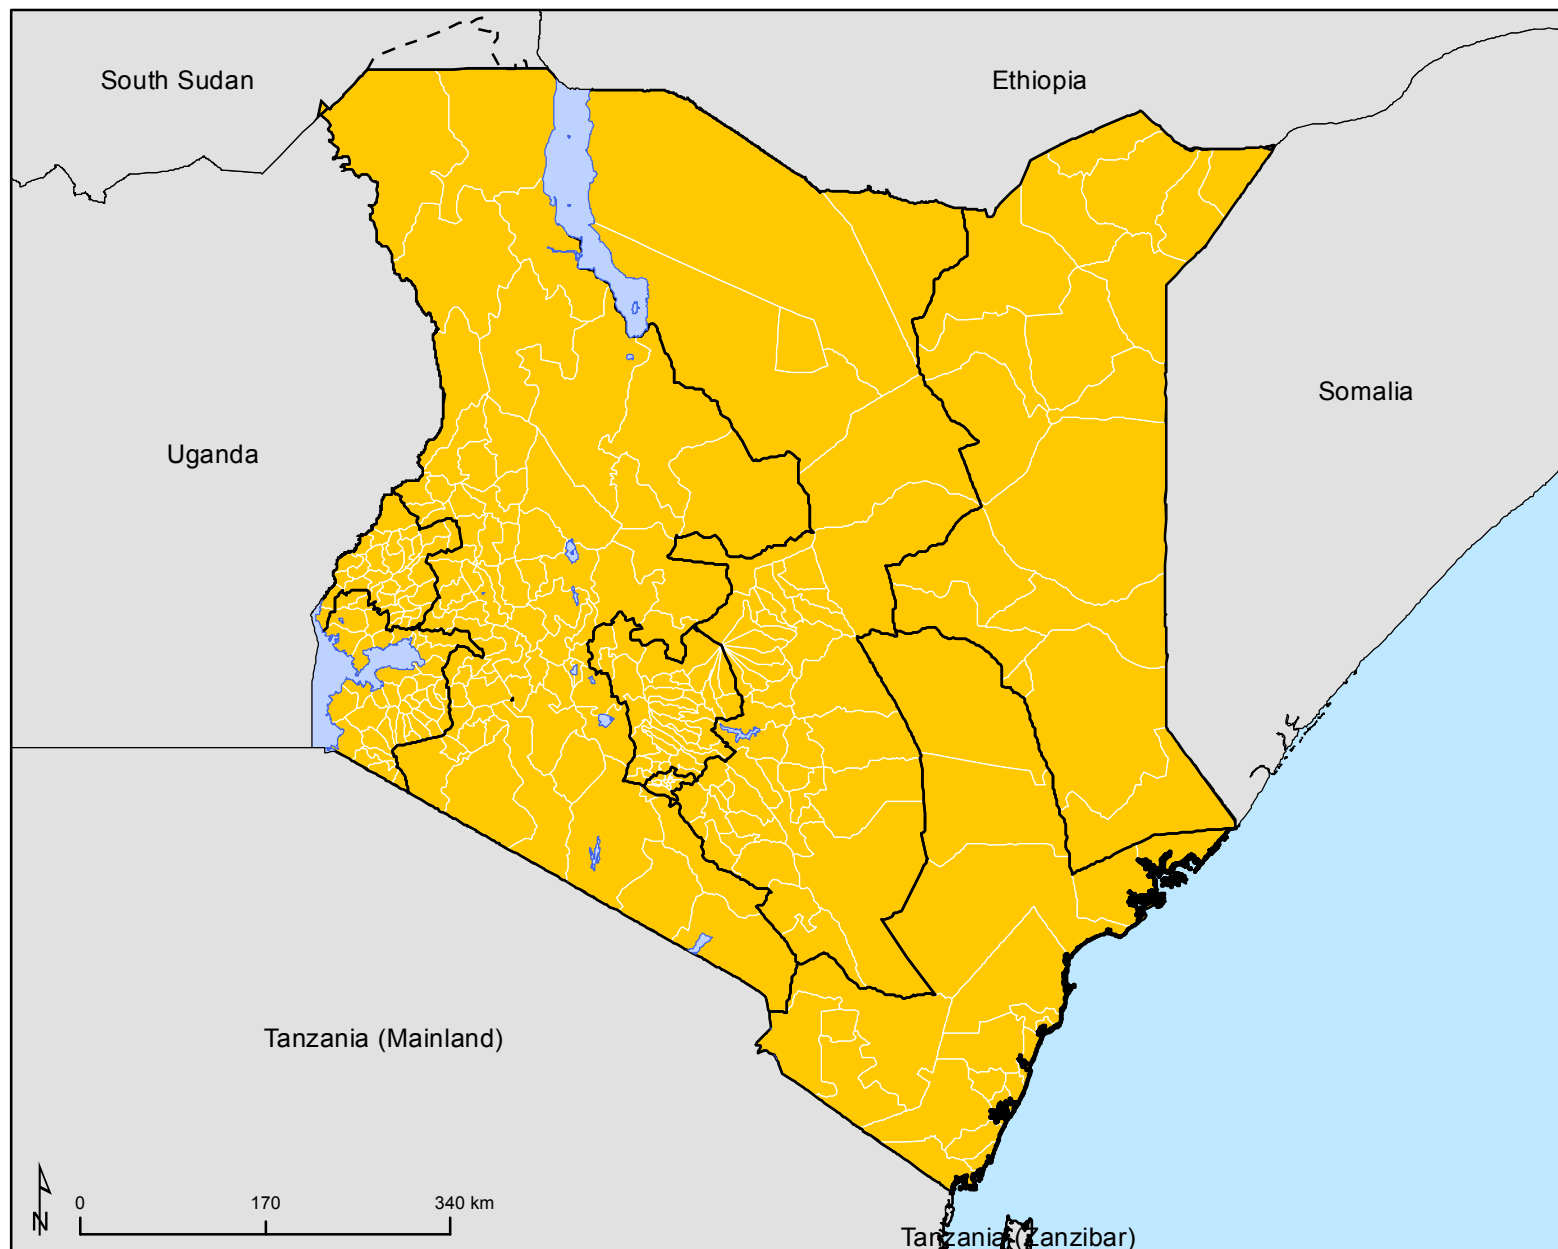 South Sudan
Ethiopia
Somalia
Uganda
Tanzania (Mainland)
N
0 170 340 km
Tanzania (Zanzibar)